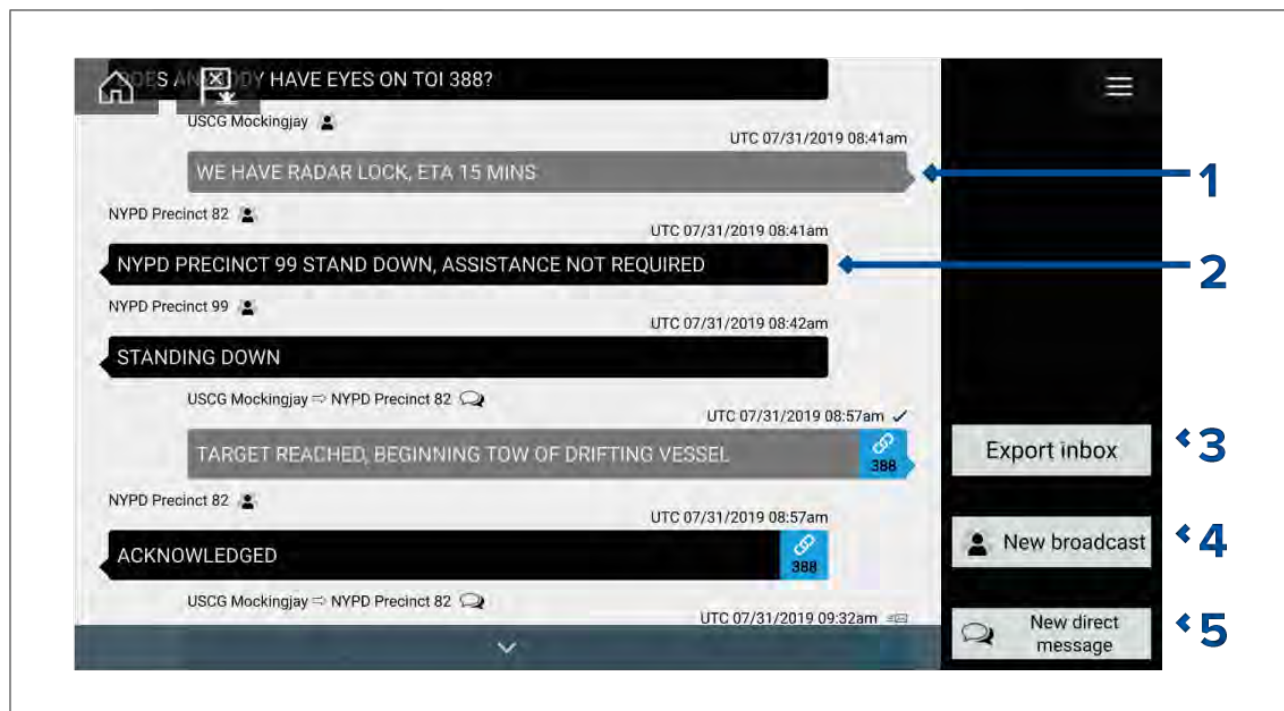 DOES ANYBODY HAVE EYES ON TOI 388?
USCG Mockingjay
UTC 07/31/2019 08:41am
WE HAVE RADAR LOCK, ETA 15 MINS
1
NYPD Precinct 82
UTC 07/31/2019 08:41am
NYPD PRECINCT 99 STAND DOWN, ASSISTANCE NOT REQUIRED
2
NYPD Precinct 99
UTC 07/31/2019 08:42am
STANDING DOWN
USCG Mockingjay ⇨ NYPD Precinct 82
UTC 07/31/2019 08:57am ✓
TARGET REACHED, BEGINNING TOW OF DRIFTING VESSEL
388
Export inbox
3
NYPD Precinct 82
UTC 07/31/2019 08:57am
ACKNOWLEDGED
388
New broadcast
4
USCG Mockingjay ⇨ NYPD Precinct 82
UTC 07/31/2019 09:32am
New direct
message
5